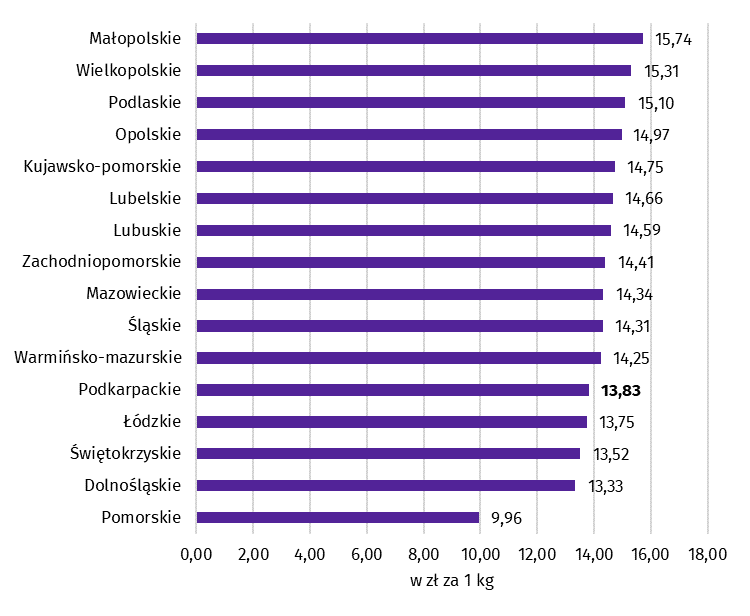 Małopolskie 15,74
Wielkopolskie 15,31
Podlaskie 15,10
Opolskie 14,97
Kujawsko-pomorskie 14,75
Lubelskie 14,66
Lubuskie 14,59
Zachodniopomorskie 14,41
Mazowieckie 14,34
Śląskie 14,31
Warmińsko-mazurskie 14,25
Podkarpackie 13,83
Łódzkie 13,75
Świętokrzyskie 13,52
Dolnośląskie 13,33
Pomorskie 9,96
0,00 2,00 4,00 6,00 8,00 10,00 12,00 14,00 16,00 18,00
w zł za 1 kg